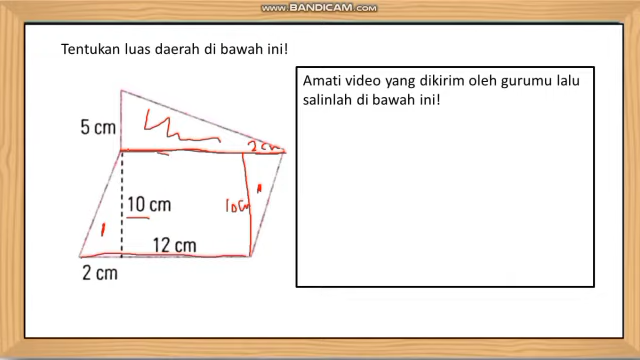 WWW.BANDICAM.COM
Tentukan luas daerah di bawah ini!
Amati video yang dikirim oleh gurumu lalu
salinlah di bawah ini!
5 cm
2 cm
10 cm
10 cm
12 cm
2 cm